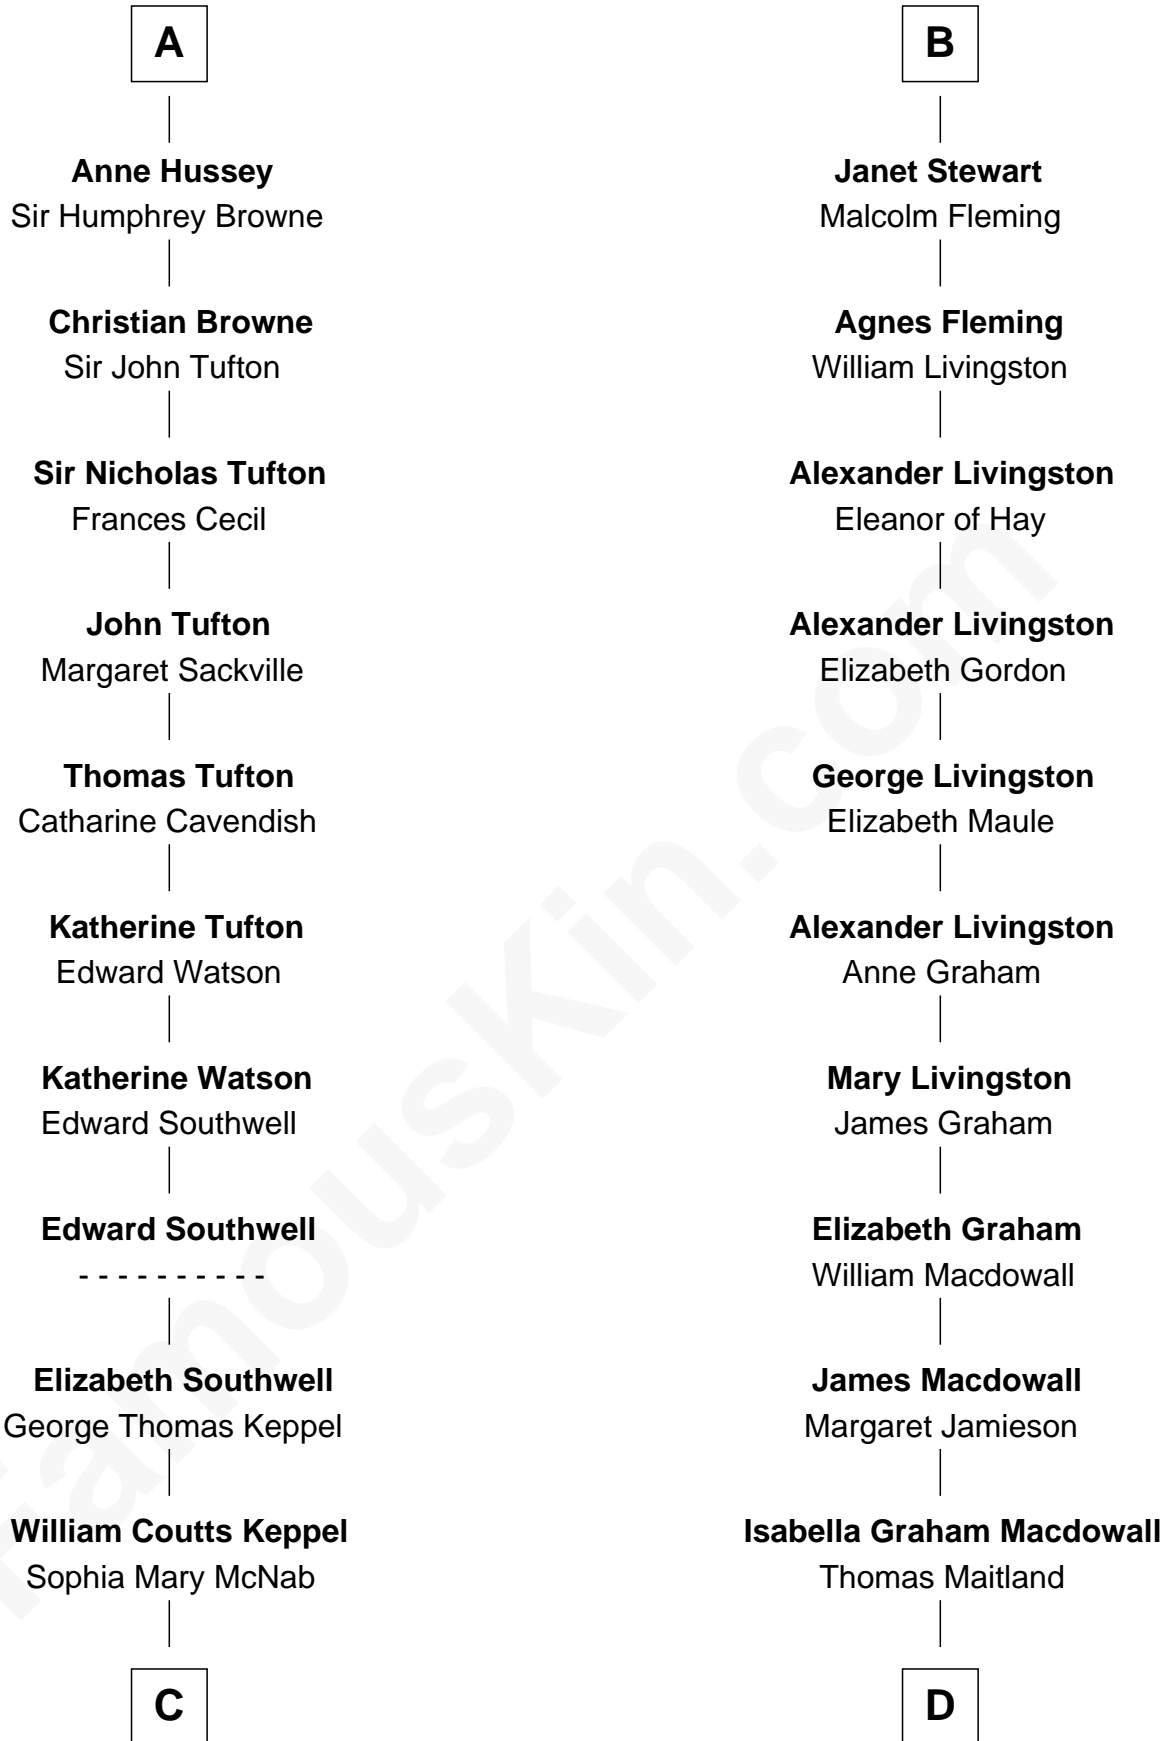 A
Anne Hussey
Sir Humphrey Browne
Christian Browne
Sir John Tufton
Sir Nicholas Tufton
Frances Cecil
John Tufton
Margaret Sackville
Thomas Tufton
Catharine Cavendish
Katherine Tufton
Edward Watson
Katherine Watson
Edward Southwell
Edward Southwell
- - - - - - - - - -
Elizabeth Southwell
George Thomas Keppel
William Coutts Keppel
Sophia Mary McNab
C
B
Janet Stewart
Malcolm Fleming
Agnes Fleming
William Livingston
Alexander Livingston
Eleanor of Hay
Alexander Livingston
Elizabeth Gordon
George Livingston
Elizabeth Maule
Alexander Livingston
Anne Graham
Mary Livingston
James Graham
Elizabeth Graham
William Macdowall
James Macdowall
Margaret Jamieson
Isabella Graham Macdowall
Thomas Maitland
D
FamousKin.com